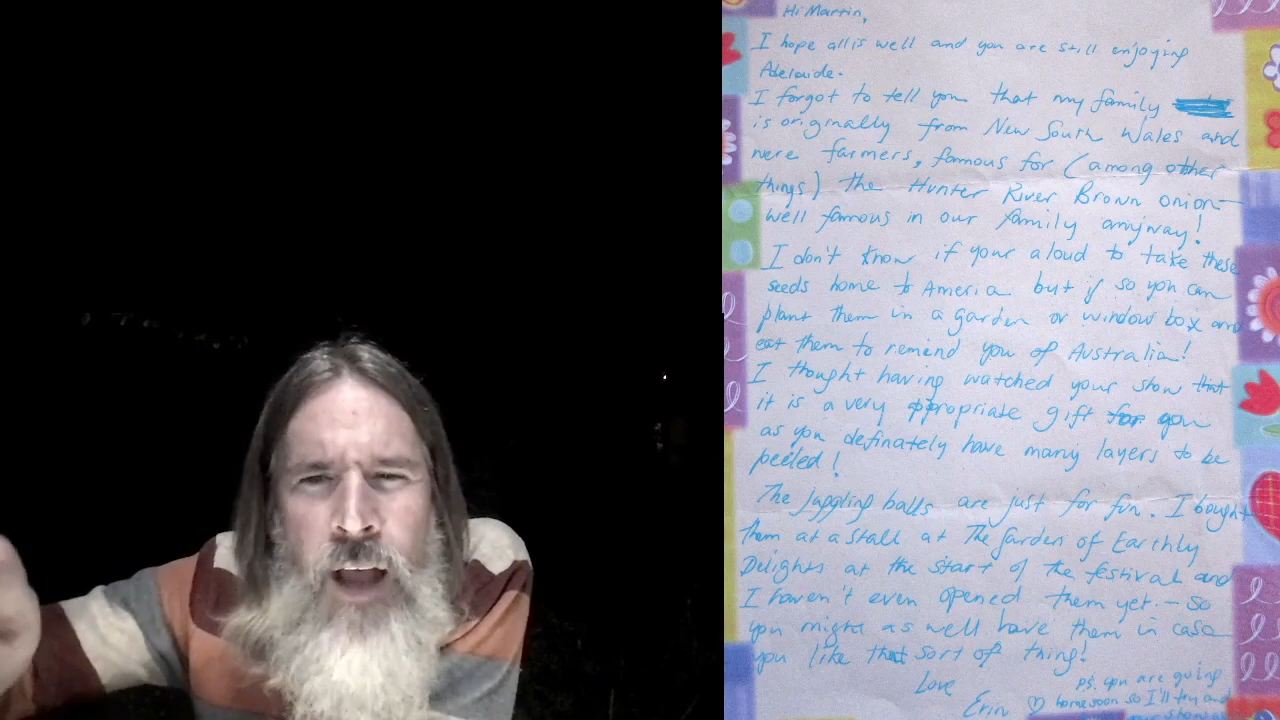 Hi Martin,
I hope all is well and you are still enjoying
Adelaide.
I forgot to tell you that my family
is originally from New South Wales and
were farmers, famous for (among other
things) the Hunter River Brown onion—
well famous in our family anyway!
I don't know if your aloud to take these
seeds home to America but if so you can
plant them in a garden or window box and
eat them to remind you of Australia!
I thought having watched your show that
it is a very appropriate gift for you
as you definately have many layers to be
peeled!
The juggling balls are just for fun. I bought
them at a stall at The Garden of Earthly
Delights at the start of the festival and
I haven't even opened them yet.— so
you might as well have them in case
you like that sort of thing!
Love
Erin ♡
ps. you are going
home soon so I'll try and